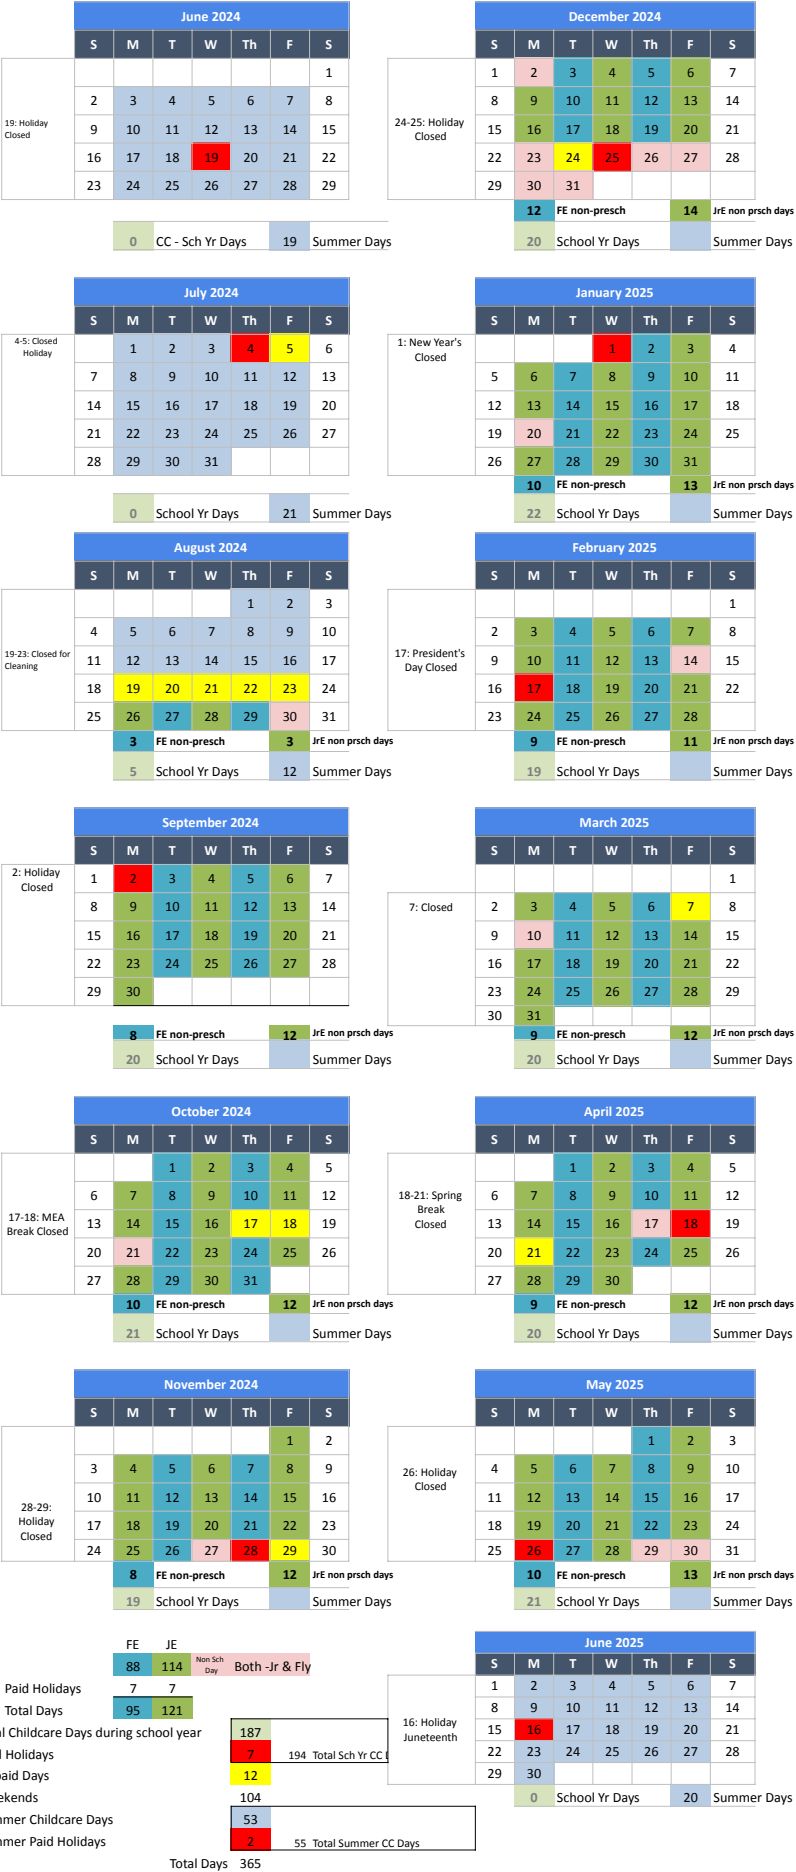 June 2024
S M T W Th F S
1
19: Holiday
Closed
2 3 4 5 6 7 8
9 10 11 12 13 14 15
16 17 18 19 20 21 22
23 24 25 26 27 28 29
0 CC - Sch Yr Days 19 Summer Days
July 2024
S M T W Th F S
4-5: Closed
Holiday
1 2 3 4 5 6
7 8 9 10 11 12 13
14 15 16 17 18 19 20
21 22 23 24 25 26 27
28 29 30 31
0 School Yr Days 21 Summer Days
August 2024
S M T W Th F S
1 2 3
4 5 6 7 8 9 10
19-23: Closed for
Cleaning
11 12 13 14 15 16 17
18 19 20 21 22 23 24
25 26 27 28 29 30 31
3 FE non-presch 3 JrE non prsch days
5 School Yr Days 12 Summer Days
September 2024
S M T W Th F S
2: Holiday
Closed
1 2 3 4 5 6 7
8 9 10 11 12 13 14
15 16 17 18 19 20 21
22 23 24 25 26 27 28
29 30
8 FE non-presch 12 JrE non prsch days
20 School Yr Days Summer Days
October 2024
S M T W Th F S
1 2 3 4 5
6 7 8 9 10 11 12
17-18: MEA
Break Closed
13 14 15 16 17 18 19
20 21 22 23 24 25 26
27 28 29 30 31
10 FE non-presch 12 JrE non prsch days
21 School Yr Days Summer Days
November 2024
S M T W Th F S
1 2
3 4 5 6 7 8 9
10 11 12 13 14 15 16
28-29:
Holiday
Closed
17 18 19 20 21 22 23
24 25 26 27 28 29 30
8 FE non-presch 12 JrE non prsch days
19 School Yr Days Summer Days
FE JE
88 114 Non Sch Day Both -Jr & Fly
Paid Holidays 7 7
Total Days 95 121
l Childcare Days during school year 187
d Holidays 7 194 Total Sch Yr CC
paid Days 12
ekends 104
mer Childcare Days 53
mer Paid Holidays 2 55 Total Summer CC Days
Total Days 365
December 2024
S M T W Th F S
1 2 3 4 5 6 7
24-25: Holiday
Closed
8 9 10 11 12 13 14
15 16 17 18 19 20 21
22 23 24 25 26 27 28
29 30 31
12 FE non-presch 14 JrE non prsch days
20 School Yr Days Summer Days
January 2025
S M T W Th F S
1: New Year's
Closed
1 2 3 4
5 6 7 8 9 10 11
12 13 14 15 16 17 18
19 20 21 22 23 24 25
26 27 28 29 30 31
10 FE non-presch 13 JrE non prsch days
22 School Yr Days Summer Days
February 2025
S M T W Th F S
1
2 3 4 5 6 7 8
17: President's
Day Closed
9 10 11 12 13 14 15
16 17 18 19 20 21 22
23 24 25 26 27 28
9 FE non-presch 11 JrE non prsch days
19 School Yr Days Summer Days
March 2025
S M T W Th F S
1
7: Closed
2 3 4 5 6 7 8
9 10 11 12 13 14 15
16 17 18 19 20 21 22
23 24 25 26 27 28 29
30 31
9 FE non-presch 12 JrE non prsch days
20 School Yr Days Summer Days
April 2025
S M T W Th F S
1 2 3 4 5
18-21: Spring
Break
Closed
6 7 8 9 10 11 12
13 14 15 16 17 18 19
20 21 22 23 24 25 26
27 28 29 30
9 FE non-presch 12 JrE non prsch days
20 School Yr Days Summer Days
May 2025
S M T W Th F S
1 2 3
26: Holiday
Closed
4 5 6 7 8 9 10
11 12 13 14 15 16 17
18 19 20 21 22 23 24
25 26 27 28 29 30 31
10 FE non-presch 13 JrE non prsch days
21 School Yr Days Summer Days
June 2025
S M T W Th F S
1 2 3 4 5 6 7
8 9 10 11 12 13 14
16: Holiday
Juneteenth
15 16 17 18 19 20 21
22 23 24 25 26 27 28
29 30
0 School Yr Days 20 Summer Days